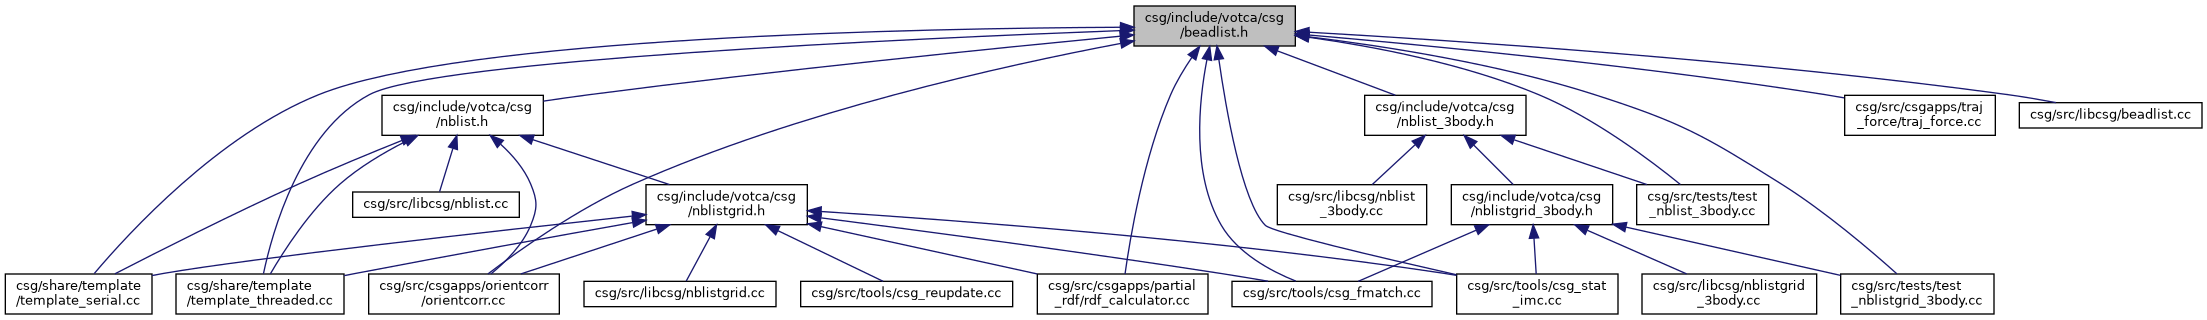 csg/include/votca/csg
/beadlist.h
csg/include/votca/csg
/nblist.h
csg/include/votca/csg
/nblist_3body.h
csg/src/csgapps/traj
_force/traj_force.cc
csg/src/libcsg/beadlist.cc
csg/src/libcsg/nblist.cc
csg/include/votca/csg
/nblistgrid.h
csg/src/libcsg/nblist
_3body.cc
csg/include/votca/csg
/nblistgrid_3body.h
csg/src/tests/test
_nblist_3body.cc
csg/share/template
/template_serial.cc
csg/share/template
/template_threaded.cc
csg/src/csgapps/orientcorr
/orientcorr.cc
csg/src/libcsg/nblistgrid.cc
csg/src/tools/csg_reupdate.cc
csg/src/csgapps/partial
_rdf/rdf_calculator.cc
csg/src/tools/csg_fmatch.cc
csg/src/tools/csg_stat
_imc.cc
csg/src/libcsg/nblistgrid
_3body.cc
csg/src/tests/test
_nblistgrid_3body.cc